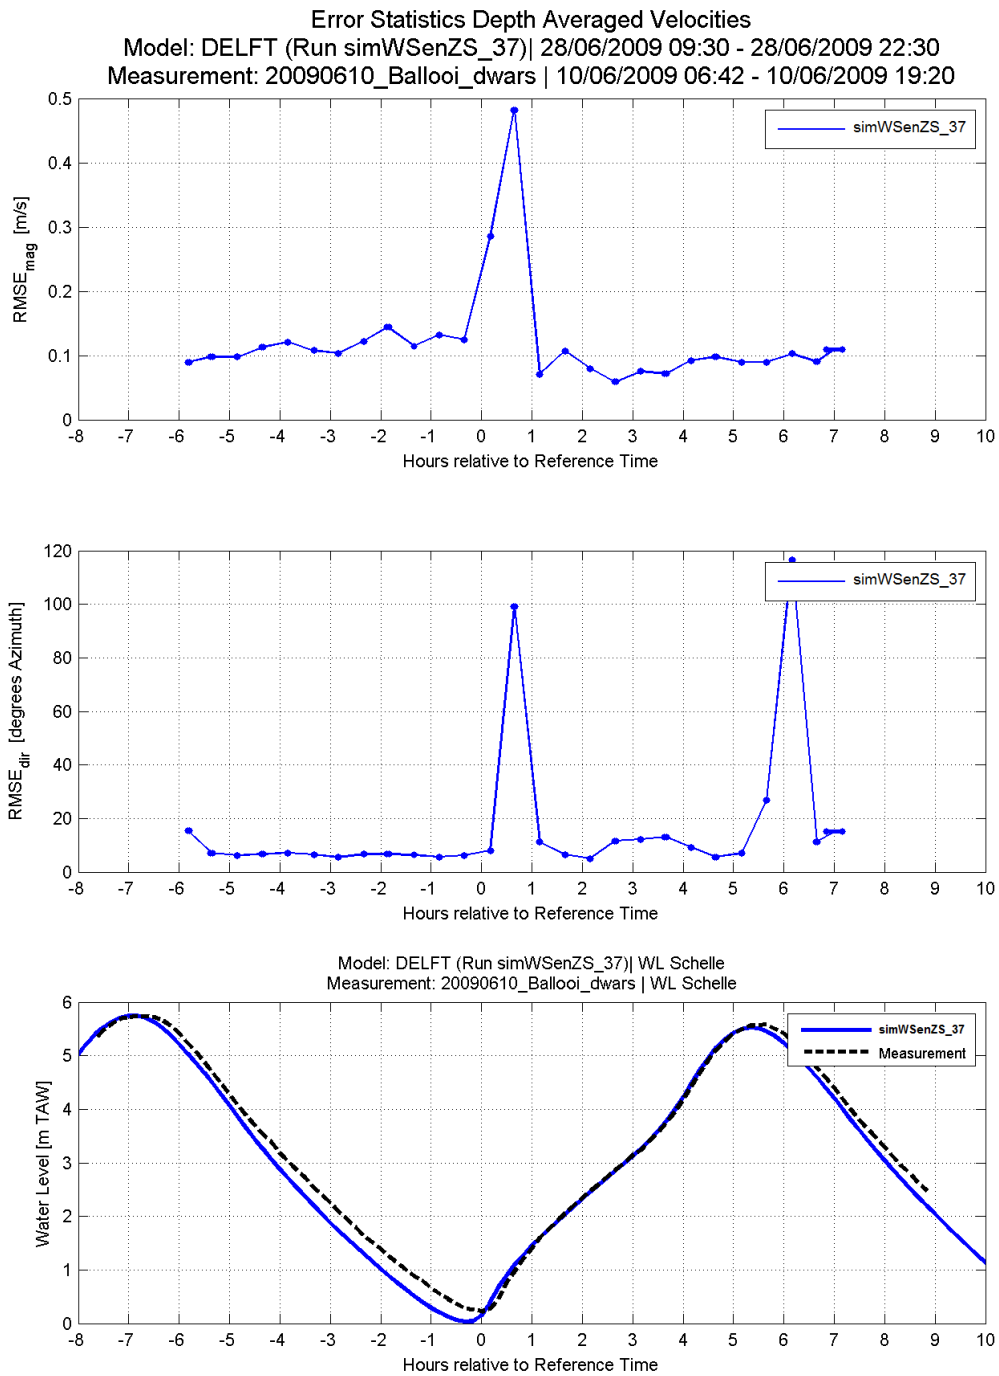 Error Statistics Depth Averaged Velocities
Model: DELFT (Run simWSenZS_37)| 28/06/2009 09:30 - 28/06/2009 22:30
Measurement: 20090610_Ballooi_dwars | 10/06/2009 06:42 - 10/06/2009 19:20
RMSE_mag [m/s]
0.5
0.4
0.3
0.2
0.1
0
simWSenZS_37
-8 -7 -6 -5 -4 -3 -2 -1 0 1 2 3 4 5 6 7 8 9 10
Hours relative to Reference Time
RMSE_dir [degrees Azimuth]
120
100
80
60
40
20
0
simWSenZS_37
-8 -7 -6 -5 -4 -3 -2 -1 0 1 2 3 4 5 6 7 8 9 10
Hours relative to Reference Time
Model: DELFT (Run simWSenZS_37)| WL Schelle
Measurement: 20090610_Ballooi_dwars | WL Schelle
Water Level [m TAW]
6
5
4
3
2
1
0
simWSenZS_37
Measurement
-8 -7 -6 -5 -4 -3 -2 -1 0 1 2 3 4 5 6 7 8 9 10
Hours relative to Reference Time